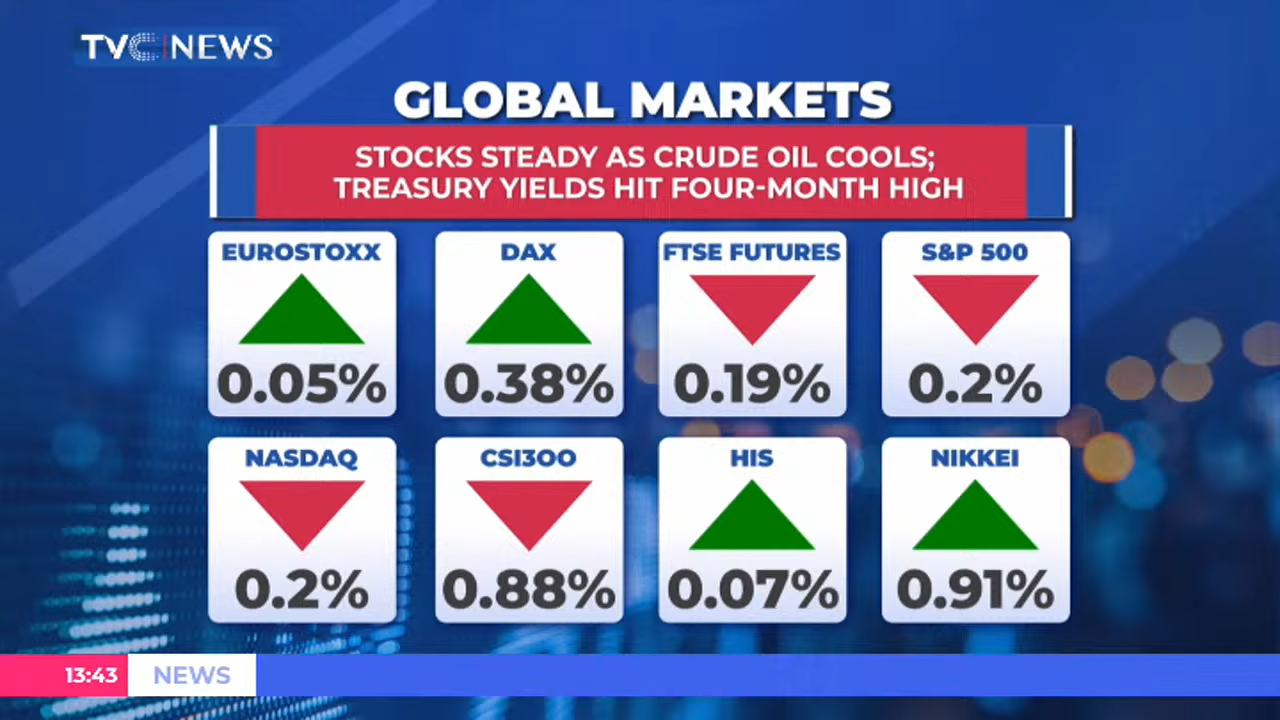 TVC NEWS
GLOBAL MARKETS
STOCKS STEADY AS CRUDE OIL COOLS;
TREASURY YIELDS HIT FOUR-MONTH HIGH
EUROSTOXX
0.05%
DAX
0.38%
FTSE FUTURES
0.19%
S&P 500
0.2%
NASDAQ
0.2%
CSI3OO
0.88%
HIS
0.07%
NIKKEI
0.91%
13:43
NEWS